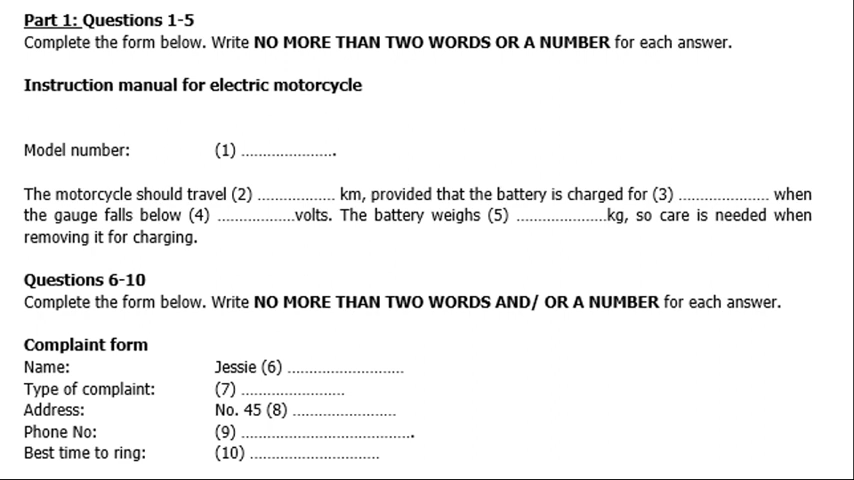 Part 1: Questions 1-5
Complete the form below. Write NO MORE THAN TWO WORDS OR A NUMBER for each answer.
Instruction manual for electric motorcycle
Model number: (1) ......................
The motorcycle should travel (2) .................. km, provided that the battery is charged for (3) ..................... when
the gauge falls below (4) ..................volts. The battery weighs (5) .....................kg, so care is needed when
removing it for charging.
Questions 6-10
Complete the form below. Write NO MORE THAN TWO WORDS AND/ OR A NUMBER for each answer.
Complaint form
Name: Jessie (6) ...........................
Type of complaint: (7) ........................
Address: No. 45 (8) ........................
Phone No: (9) ........................................
Best time to ring: (10) ..............................